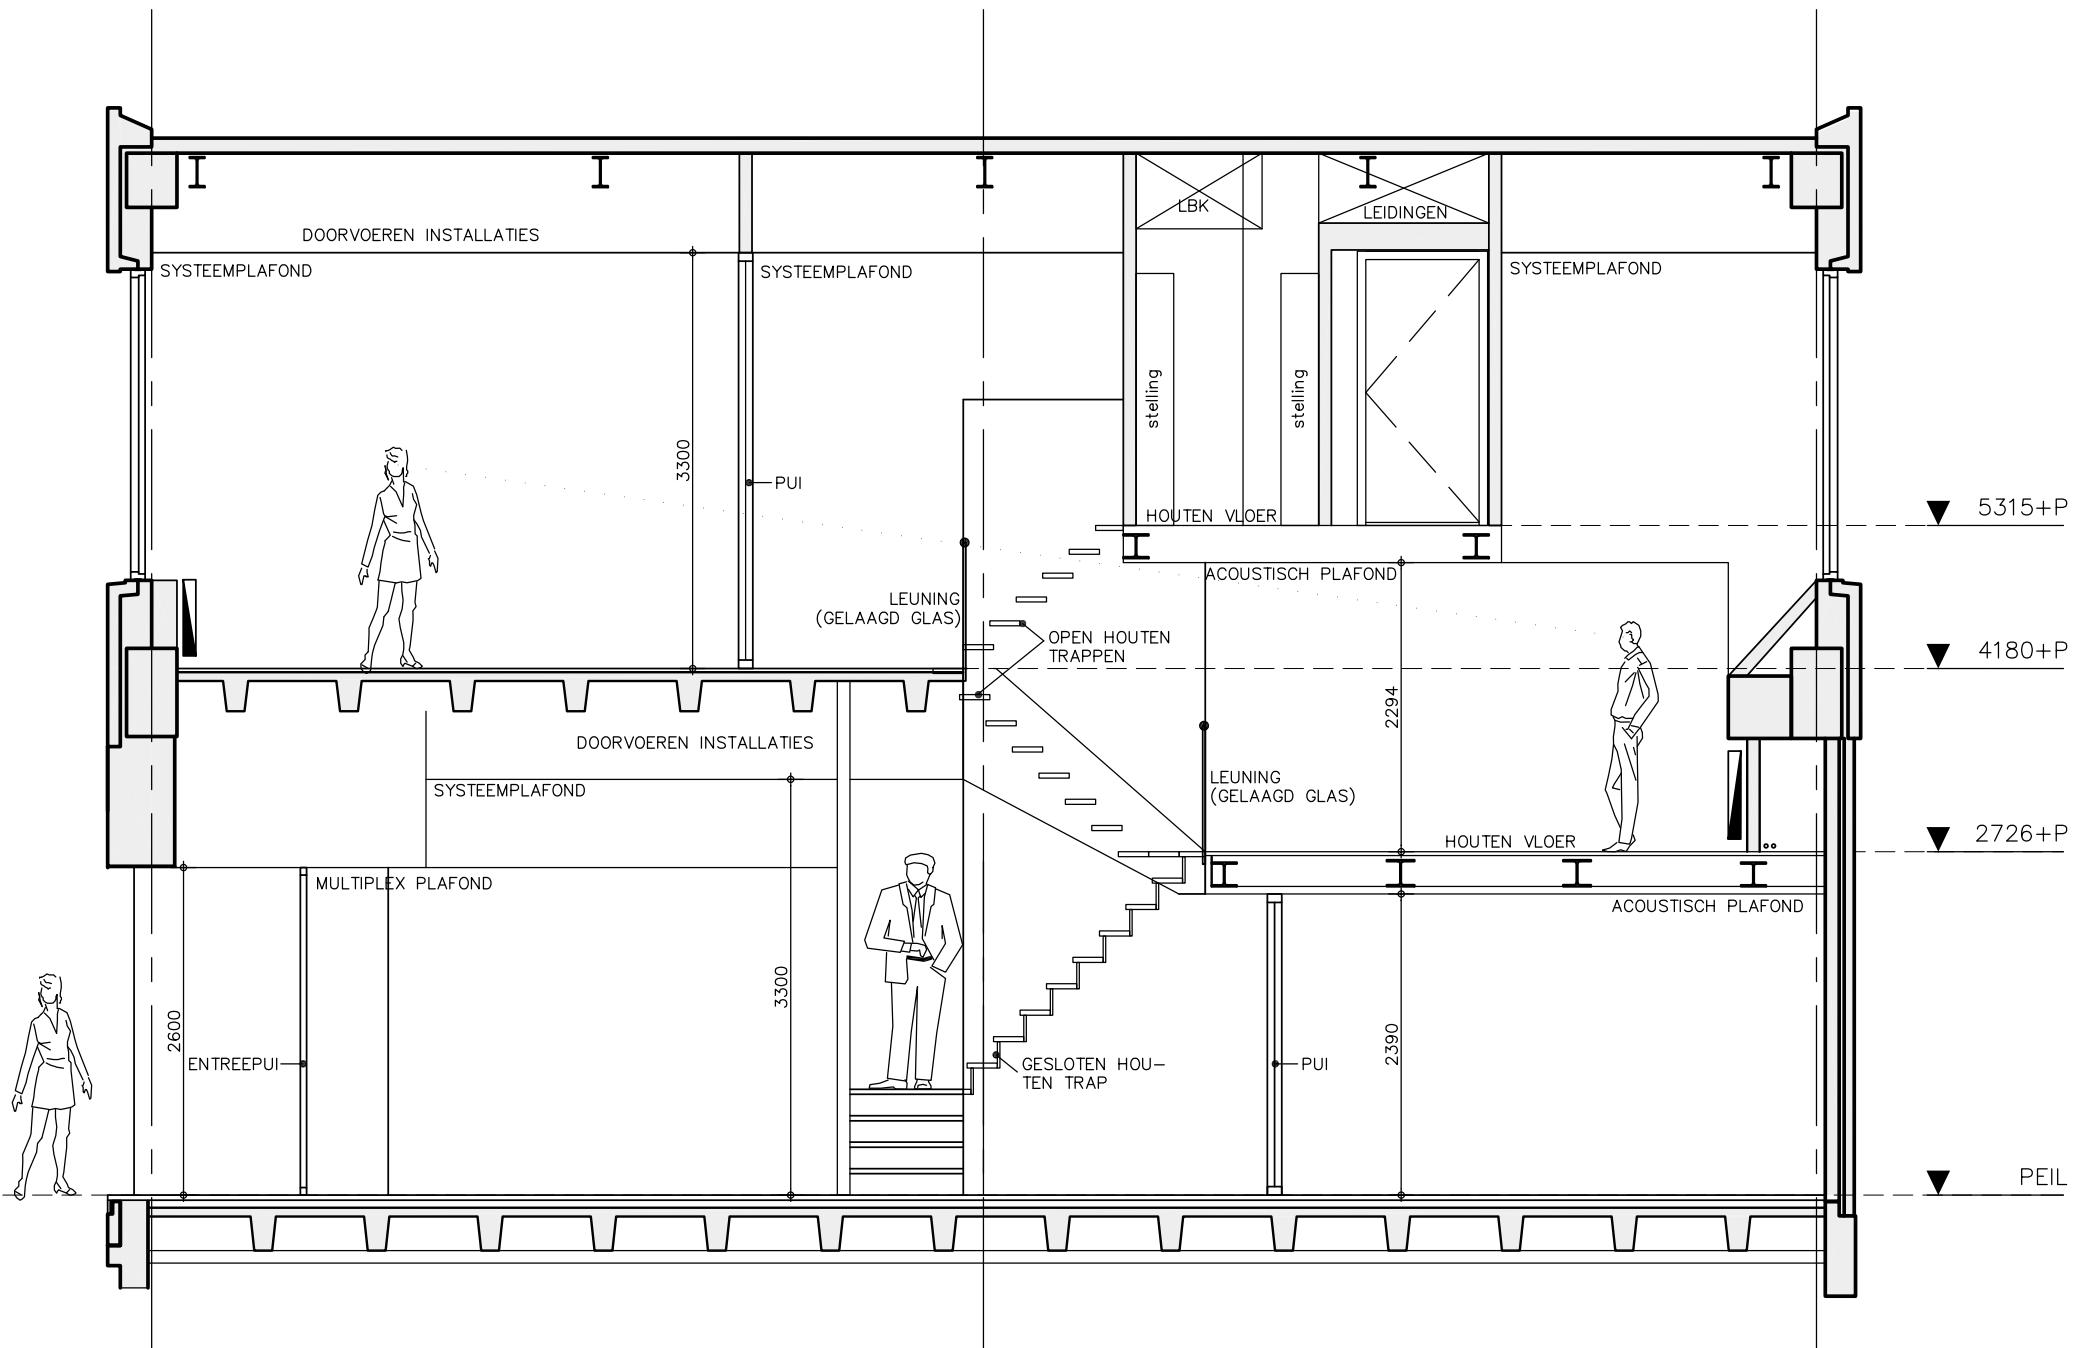 LBK
LEIDINGEN
DOORVOEREN INSTALLATIES
SYSTEEMPLAFOND
SYSTEEMPLAFOND
SYSTEEMPLAFOND
stelling
stelling
3300
PUI
HOUTEN VLOER
5315+P
ACOUSTISCH PLAFOND
LEUNING
(GELAAGD GLAS)
OPEN HOUTEN
TRAPPEN
4180+P
2294
DOORVOEREN INSTALLATIES
SYSTEEMPLAFOND
LEUNING
(GELAAGD GLAS)
HOUTEN VLOER
2726+P
MULTIPLEX PLAFOND
ACOUSTISCH PLAFOND
2600
3300
2390
ENTREEPUI
GESLOTEN HOU-
TEN TRAP
PUI
PEIL